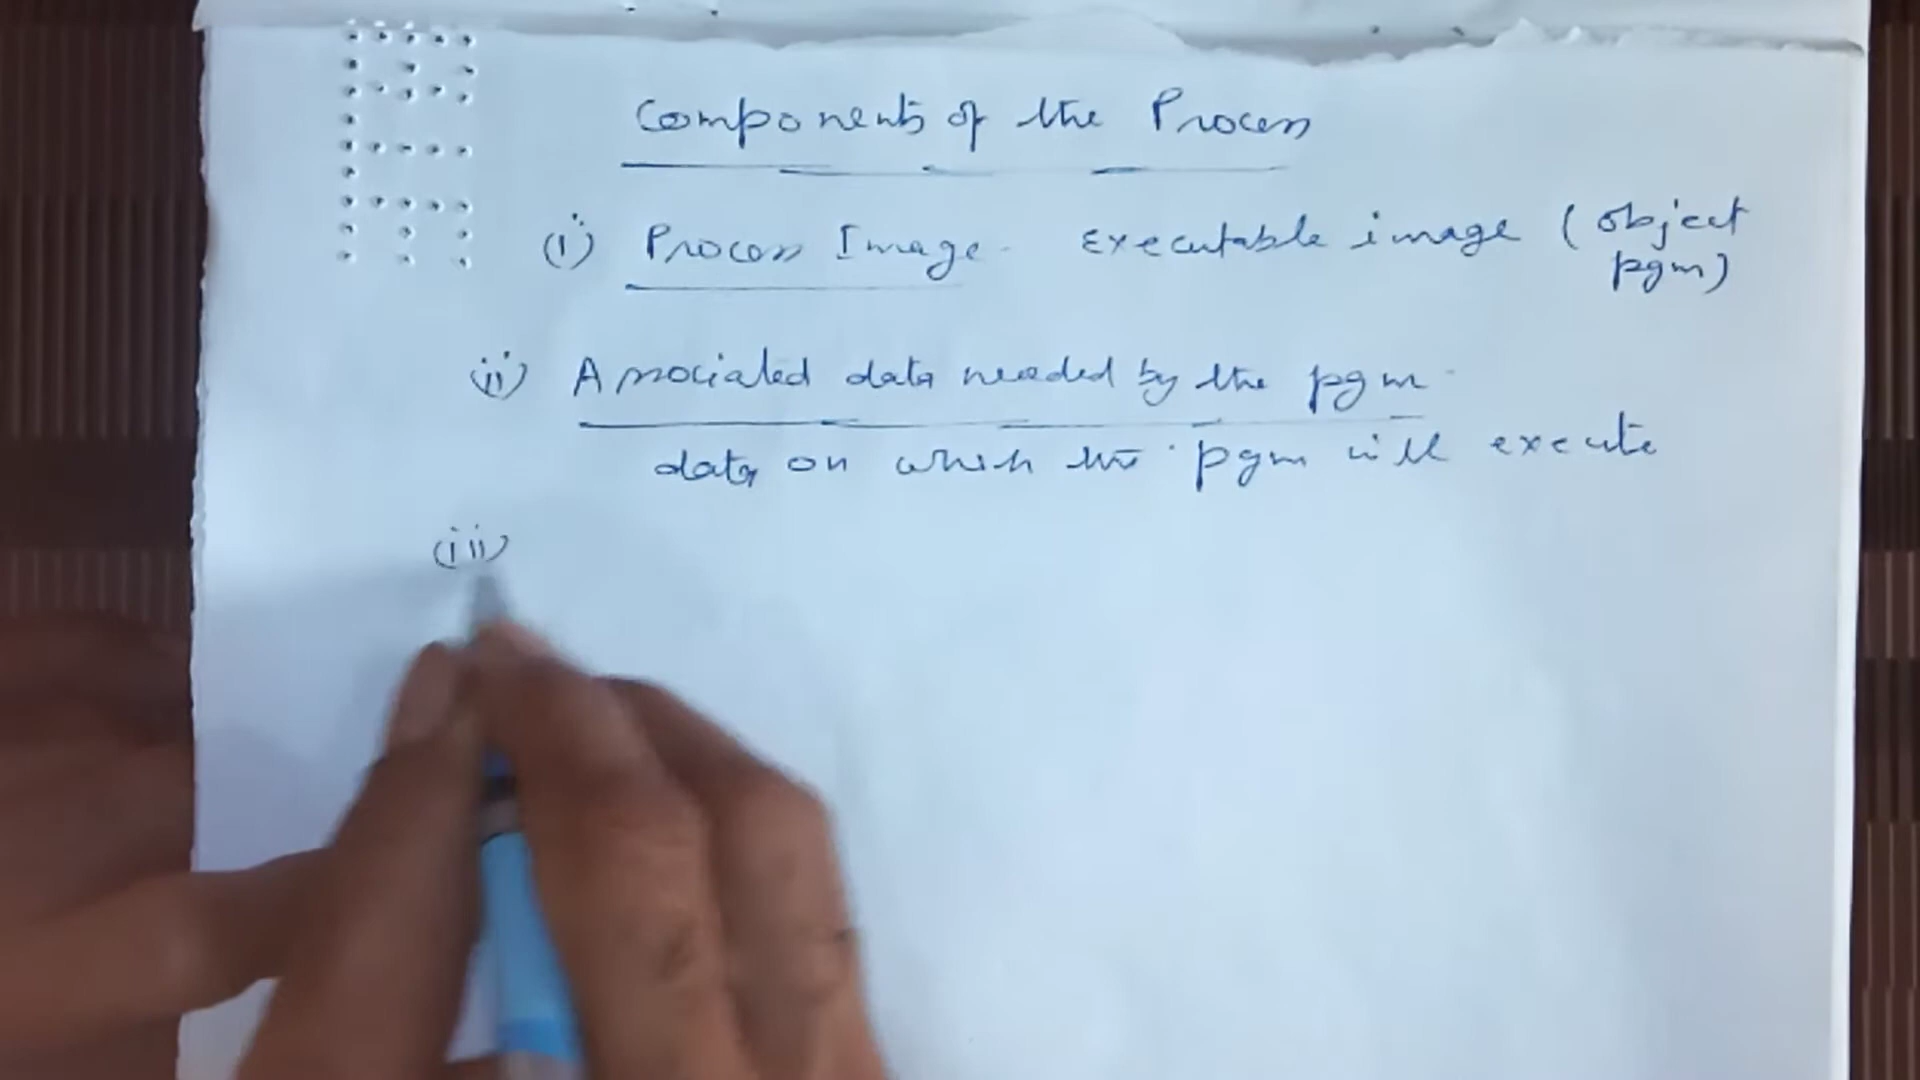 Components of the Process
(i) Process Image - Executable image (object
pgm)
ii) Associated data needed by the pgm
data on which the pgm will execute
(iii)